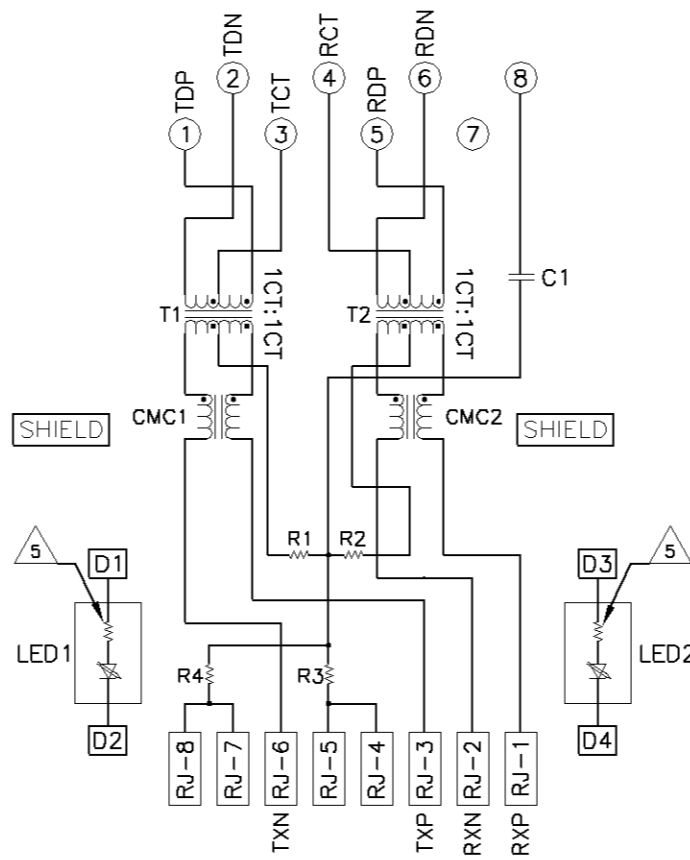 TDP
TDN
TCT
RCT
RDP
RDN
1
2
3
4
5
6
7
8
T1
1CT:1CT
T2
1CT:1CT
C1
CMC1
CMC2
SHIELD
SHIELD
R1
R2
5
D1
LED1
D2
5
D3
LED2
D4
R4
R3
RJ-8
RJ-7
RJ-6
RJ-5
RJ-4
RJ-3
RJ-2
RJ-1
TXN
TXP
RXN
RXP